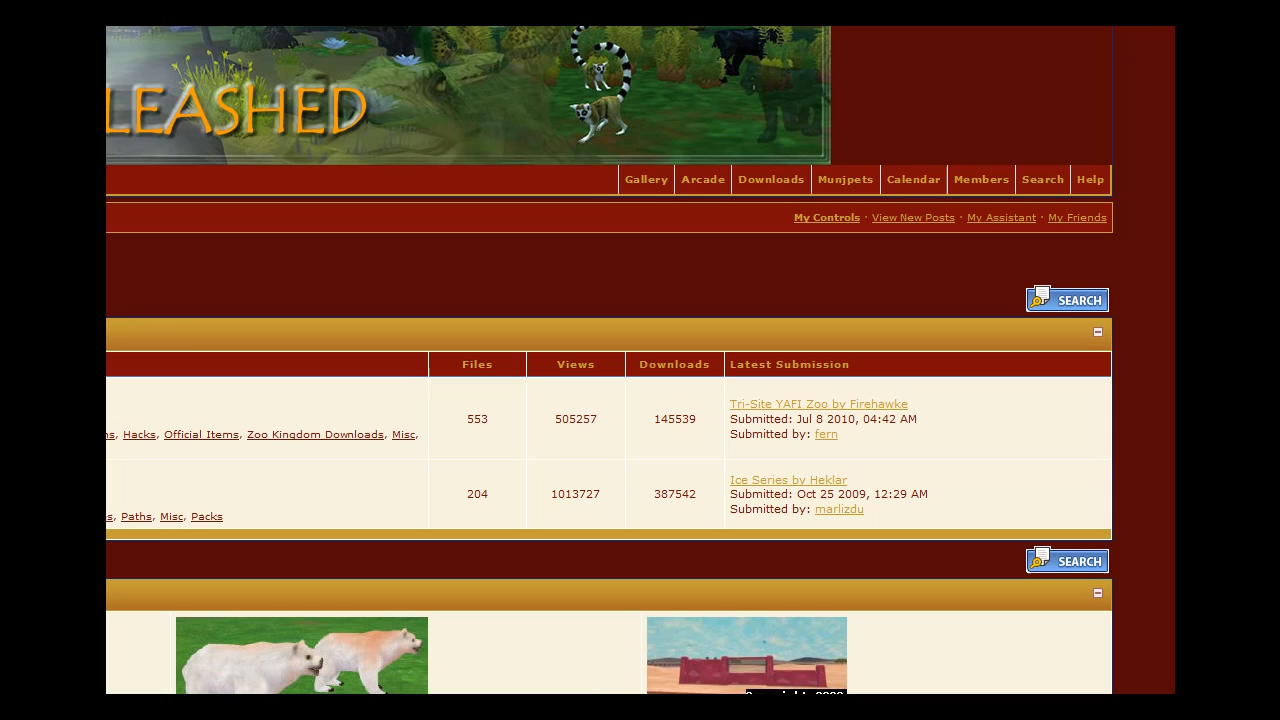 LEASHED
Gallery Arcade Downloads Munjpets Calendar Members Search Help
My Controls · View New Posts · My Assistant · My Friends
SEARCH
Files Views Downloads Latest Submission
Tri-Site YAFI Zoo by Firehawke
553 505257 145539 Submitted: Jul 8 2010, 04:42 AM
, Hacks, Official Items, Zoo Kingdom Downloads, Misc, Submitted by: fern
Ice Series by Heklar
204 1013727 387542 Submitted: Oct 25 2009, 12:29 AM
Submitted by: marlizdu
, Paths, Misc, Packs
SEARCH